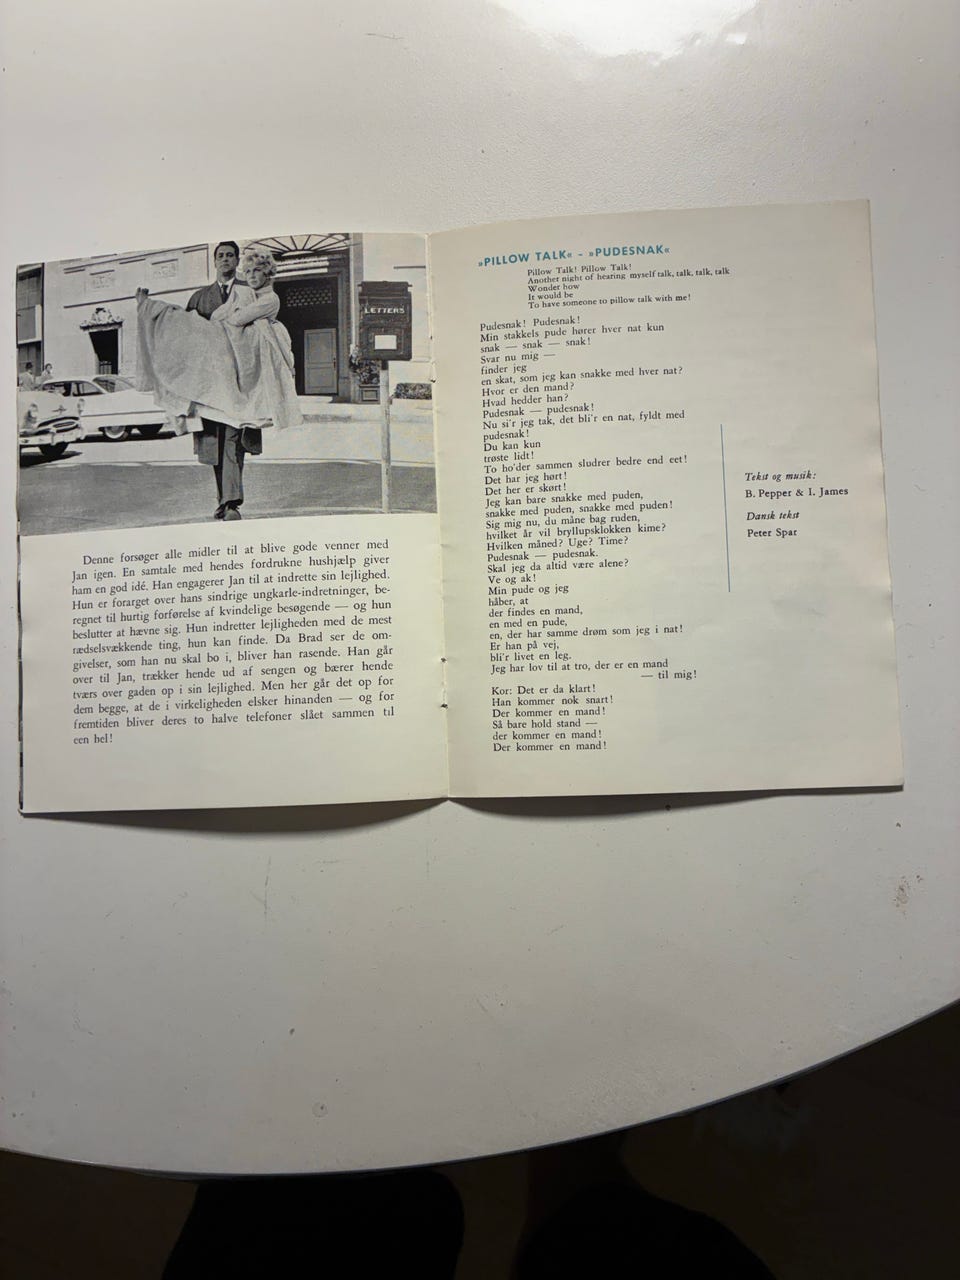 LETTERS
Denne forsøger alle midler til at blive gode venner med
Jan igen. En samtale med hendes fordrukne hushjælp giver
ham en god idé. Han engagerer Jan til at indrette sin lejlighed.
Hun er forarget over hans sindrige ungkarle-indretninger, be-
regnet til hurtig forførelse af kvindelige besøgende — og hun
beslutter at hævne sig. Hun indretter lejligheden med de mest
rædselsvækkende ting, hun kan finde. Da Brad ser de om-
givelser, som han nu skal bo i, bliver han rasende. Han går
over til Jan, trækker hende ud af sengen og bærer hende
tværs over gaden op i sin lejlighed. Men her går det op for
dem begge, at de i virkeligheden elsker hinanden — og for
fremtiden bliver deres to halve telefoner slået sammen til
een hel!
»PILLOW TALK« - »PUDESNAK«
Pillow Talk! Pillow Talk!
Another night of hearing myself talk, talk, talk, talk
Wonder how
It would be
To have someone to pillow talk with me!
Pudesnak! Pudesnak!
Min stakkels pude hører hver nat kun
snak — snak — snak!
Svar nu mig —
finder jeg
en skat, som jeg kan snakke med hver nat?
Hvor er den mand?
Hvad hedder han?
Pudesnak — pudesnak!
Nu si'r jeg tak, det bli'r en nat, fyldt med
pudesnak!
Du kan kun
trøste lidt!
To ho'der sammen sludrer bedre end eet!
Det har jeg hørt!
Det her er skørt!
Jeg kan bare snakke med puden,
snakke med puden, snakke med puden!
Sig mig nu, du måne bag ruden,
hvilket år vil bryllupsklokken kime?
Hvilken måned? Uge? Time?
Pudesnak — pudesnak.
Skal jeg da altid være alene?
Ve og ak!
Min pude og jeg
håber, at
der findes en mand,
en med en pude,
en, der har samme drøm som jeg i nat!
Er han på vej,
bli'r livet en leg.
Jeg har lov til at tro, der er en mand
— til mig!
Kor: Det er da klart!
Han kommer nok snart!
Der kommer en mand!
Så bare hold stand —
der kommer en mand!
Der kommer en mand!
Tekst og musik:
B. Pepper & I. James
Dansk tekst
Peter Spar